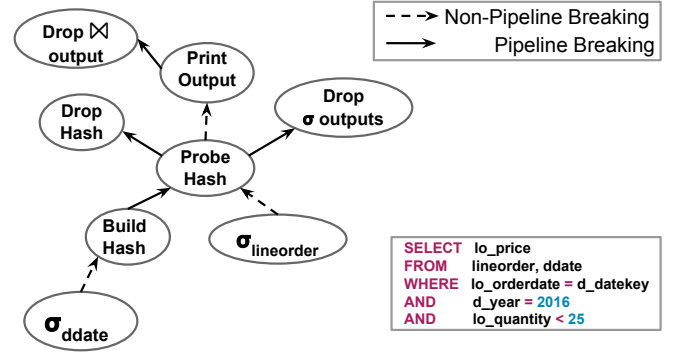 Drop ⋈
output
Print
Output
- - -> Non-Pipeline Breaking
Pipeline Breaking
Drop
Hash
Drop
σ outputs
Probe
Hash
Build
Hash
σlineorder
σddate
SELECT lo_price
FROM lineorder, ddate
WHERE lo_orderdate = d_datekey
AND d_year = 2016
AND lo_quantity < 25